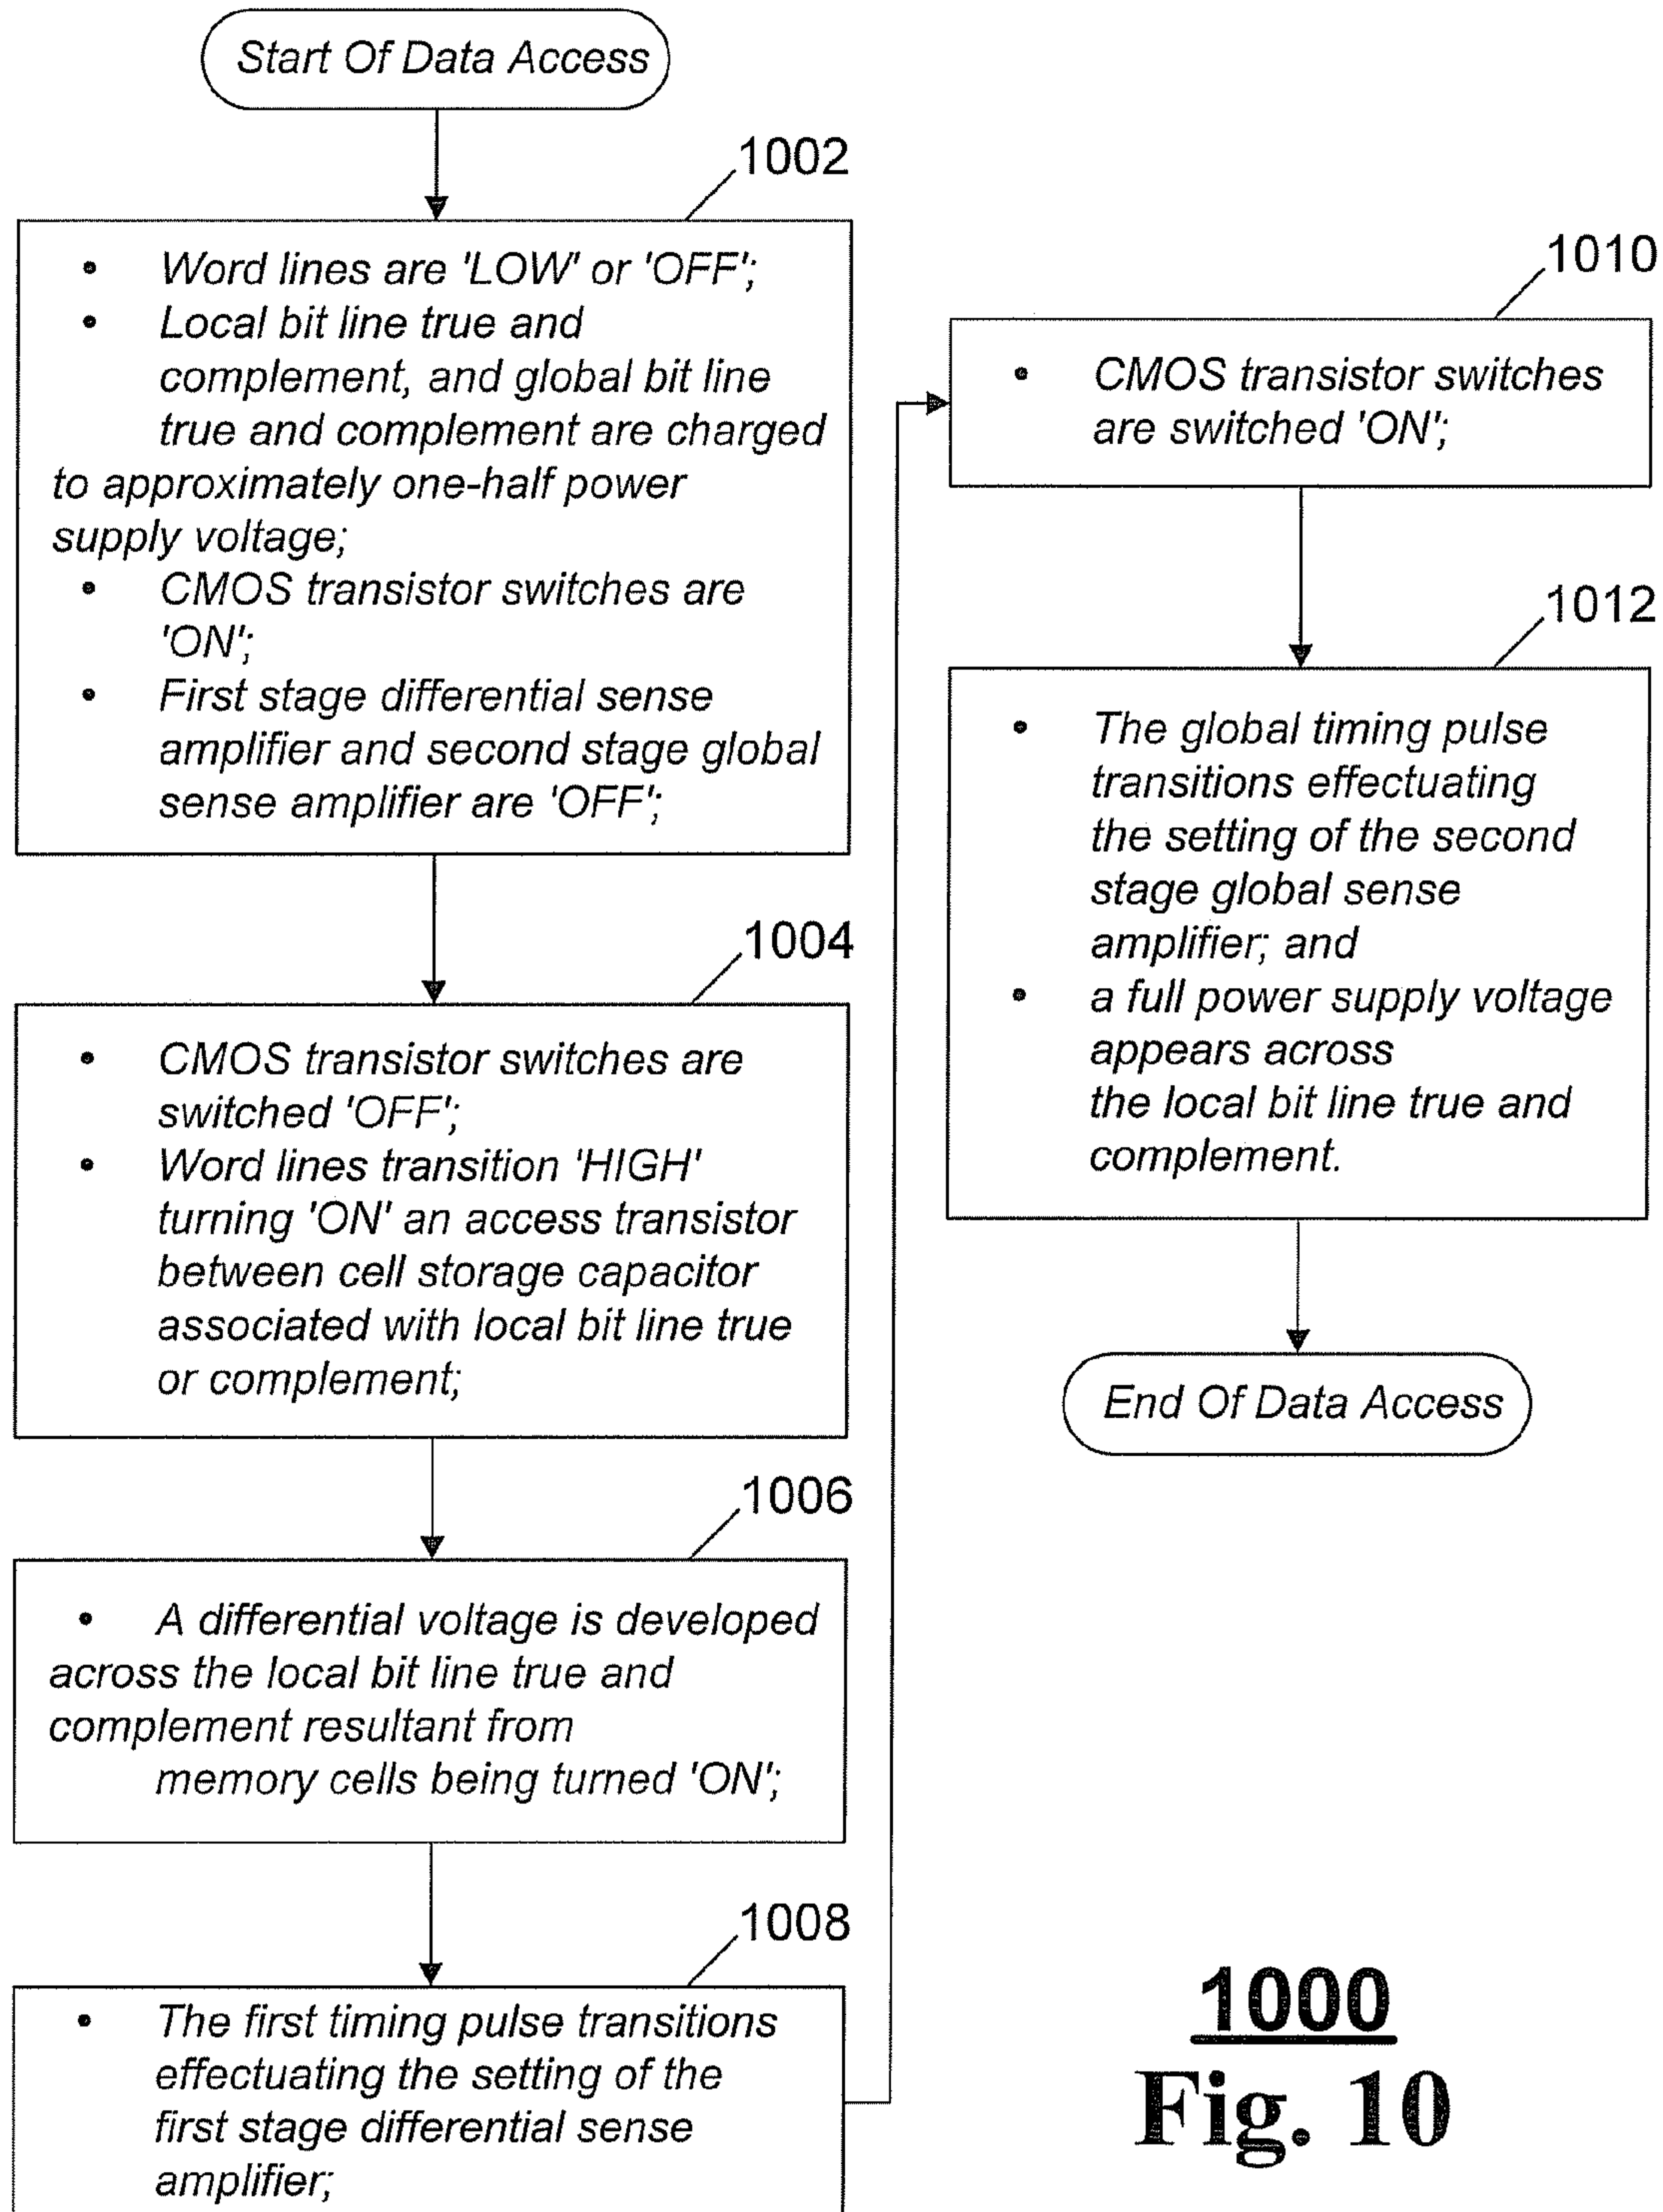 Start Of Data Access
1002
• Word lines are 'LOW' or 'OFF';
• Local bit line true and
complement, and global bit line
true and complement are charged
to approximately one-half power
supply voltage;
• CMOS transistor switches are
'ON';
• First stage differential sense
amplifier and second stage global
sense amplifier are 'OFF';
1004
• CMOS transistor switches are
switched 'OFF';
• Word lines transition 'HIGH'
turning 'ON' an access transistor
between cell storage capacitor
associated with local bit line true
or complement;
1006
• A differential voltage is developed
across the local bit line true and
complement resultant from
memory cells being turned 'ON';
1008
• The first timing pulse transitions
effectuating the setting of the
first stage differential sense
amplifier;
1010
• CMOS transistor switches
are switched 'ON';
1012
• The global timing pulse
transitions effectuating
the setting of the second
stage global sense
amplifier; and
• a full power supply voltage
appears across
the local bit line true and
complement.
End Of Data Access
1000
Fig. 10